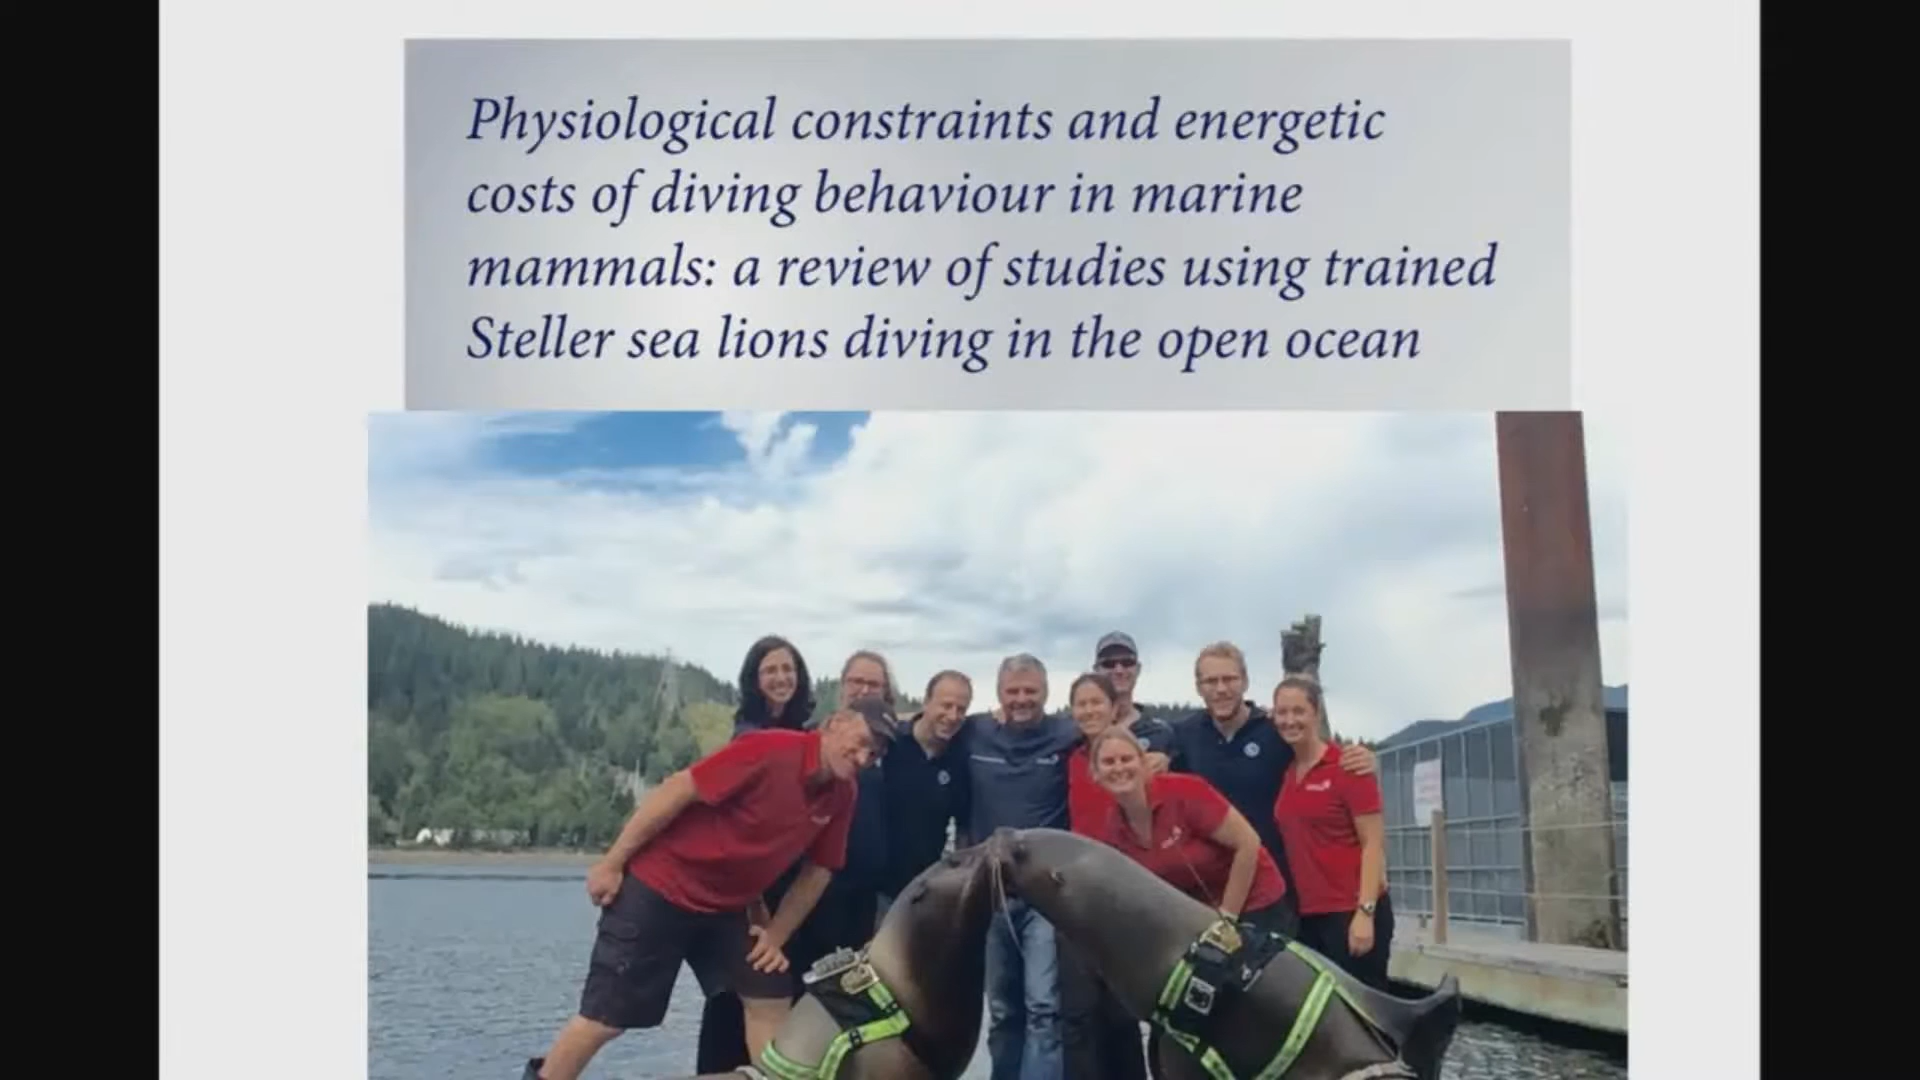 Physiological constraints and energetic
costs of diving behaviour in marine
mammals: a review of studies using trained
Steller sea lions diving in the open ocean